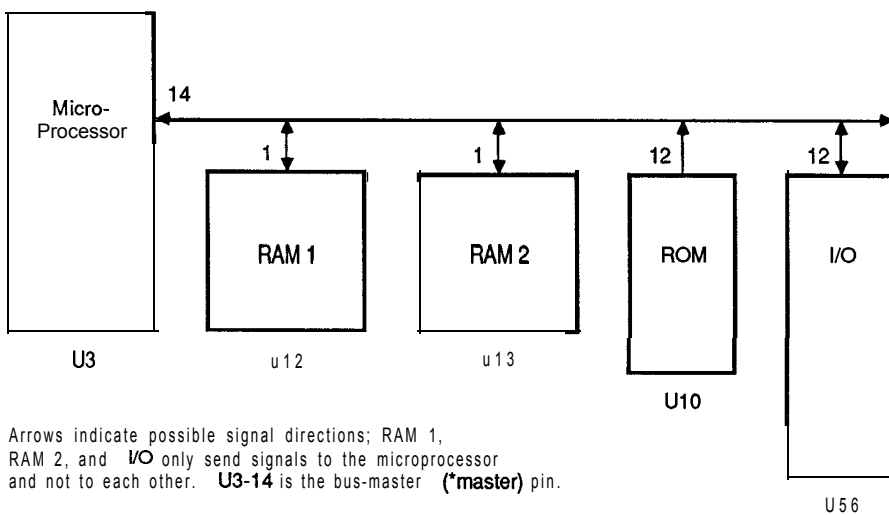 Micro-
Processor
14
1
1
12
12
RAM 1
RAM 2
ROM
I/O
U3
u12
u13
U10
U56
Arrows indicate possible signal directions; RAM 1,
RAM 2, and I/O only send signals to the microprocessor
and not to each other. U3-14 is the bus-master (*master) pin.